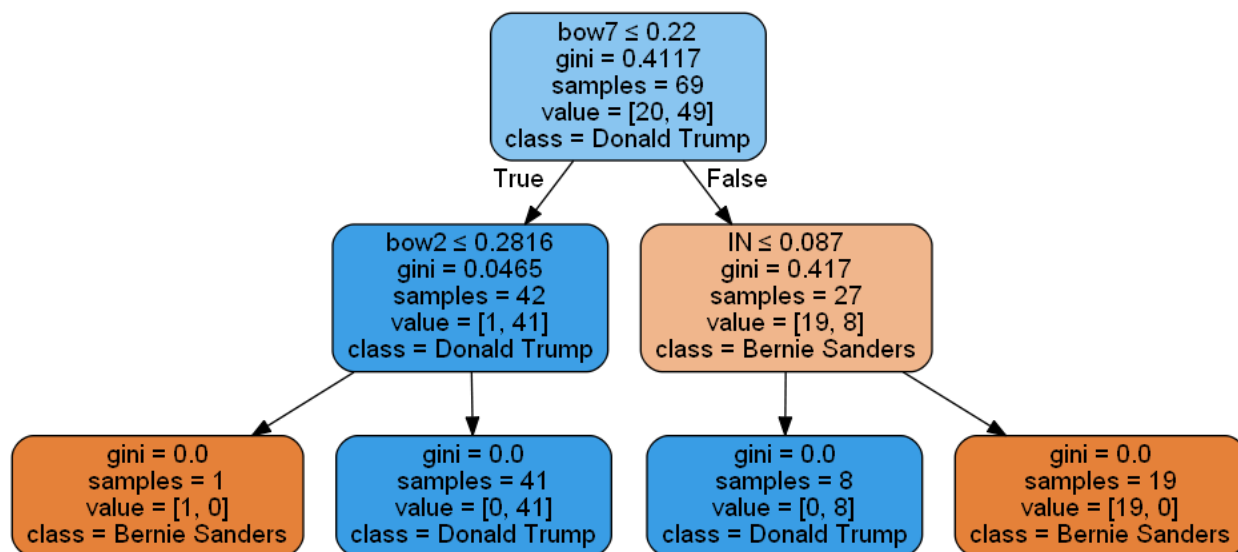 bow7 ≤ 0.22
gini = 0.4117
samples = 69
value = [20, 49]
class = Donald Trump
True
False
bow2 ≤ 0.2816
gini = 0.0465
samples = 42
value = [1, 41]
class = Donald Trump
IN ≤ 0.087
gini = 0.417
samples = 27
value = [19, 8]
class = Bernie Sanders
gini = 0.0
samples = 1
value = [1, 0]
class = Bernie Sanders
gini = 0.0
samples = 41
value = [0, 41]
class = Donald Trump
gini = 0.0
samples = 8
value = [0, 8]
class = Donald Trump
gini = 0.0
samples = 19
value = [19, 0]
class = Bernie Sanders